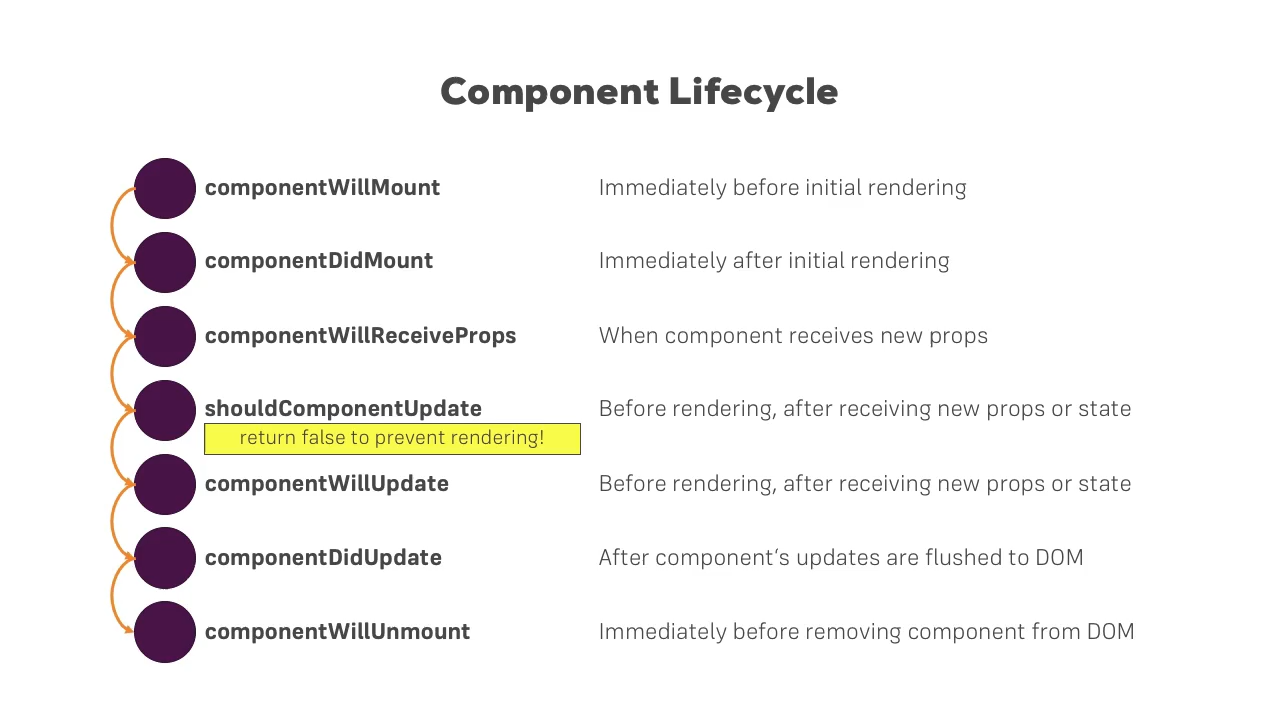 Component Lifecycle
componentWillMount Immediately before initial rendering
componentDidMount Immediately after initial rendering
componentWillReceiveProps When component receives new props
shouldComponentUpdate Before rendering, after receiving new props or state
return false to prevent rendering!
componentWillUpdate Before rendering, after receiving new props or state
componentDidUpdate After component’s updates are flushed to DOM
componentWillUnmount Immediately before removing component from DOM